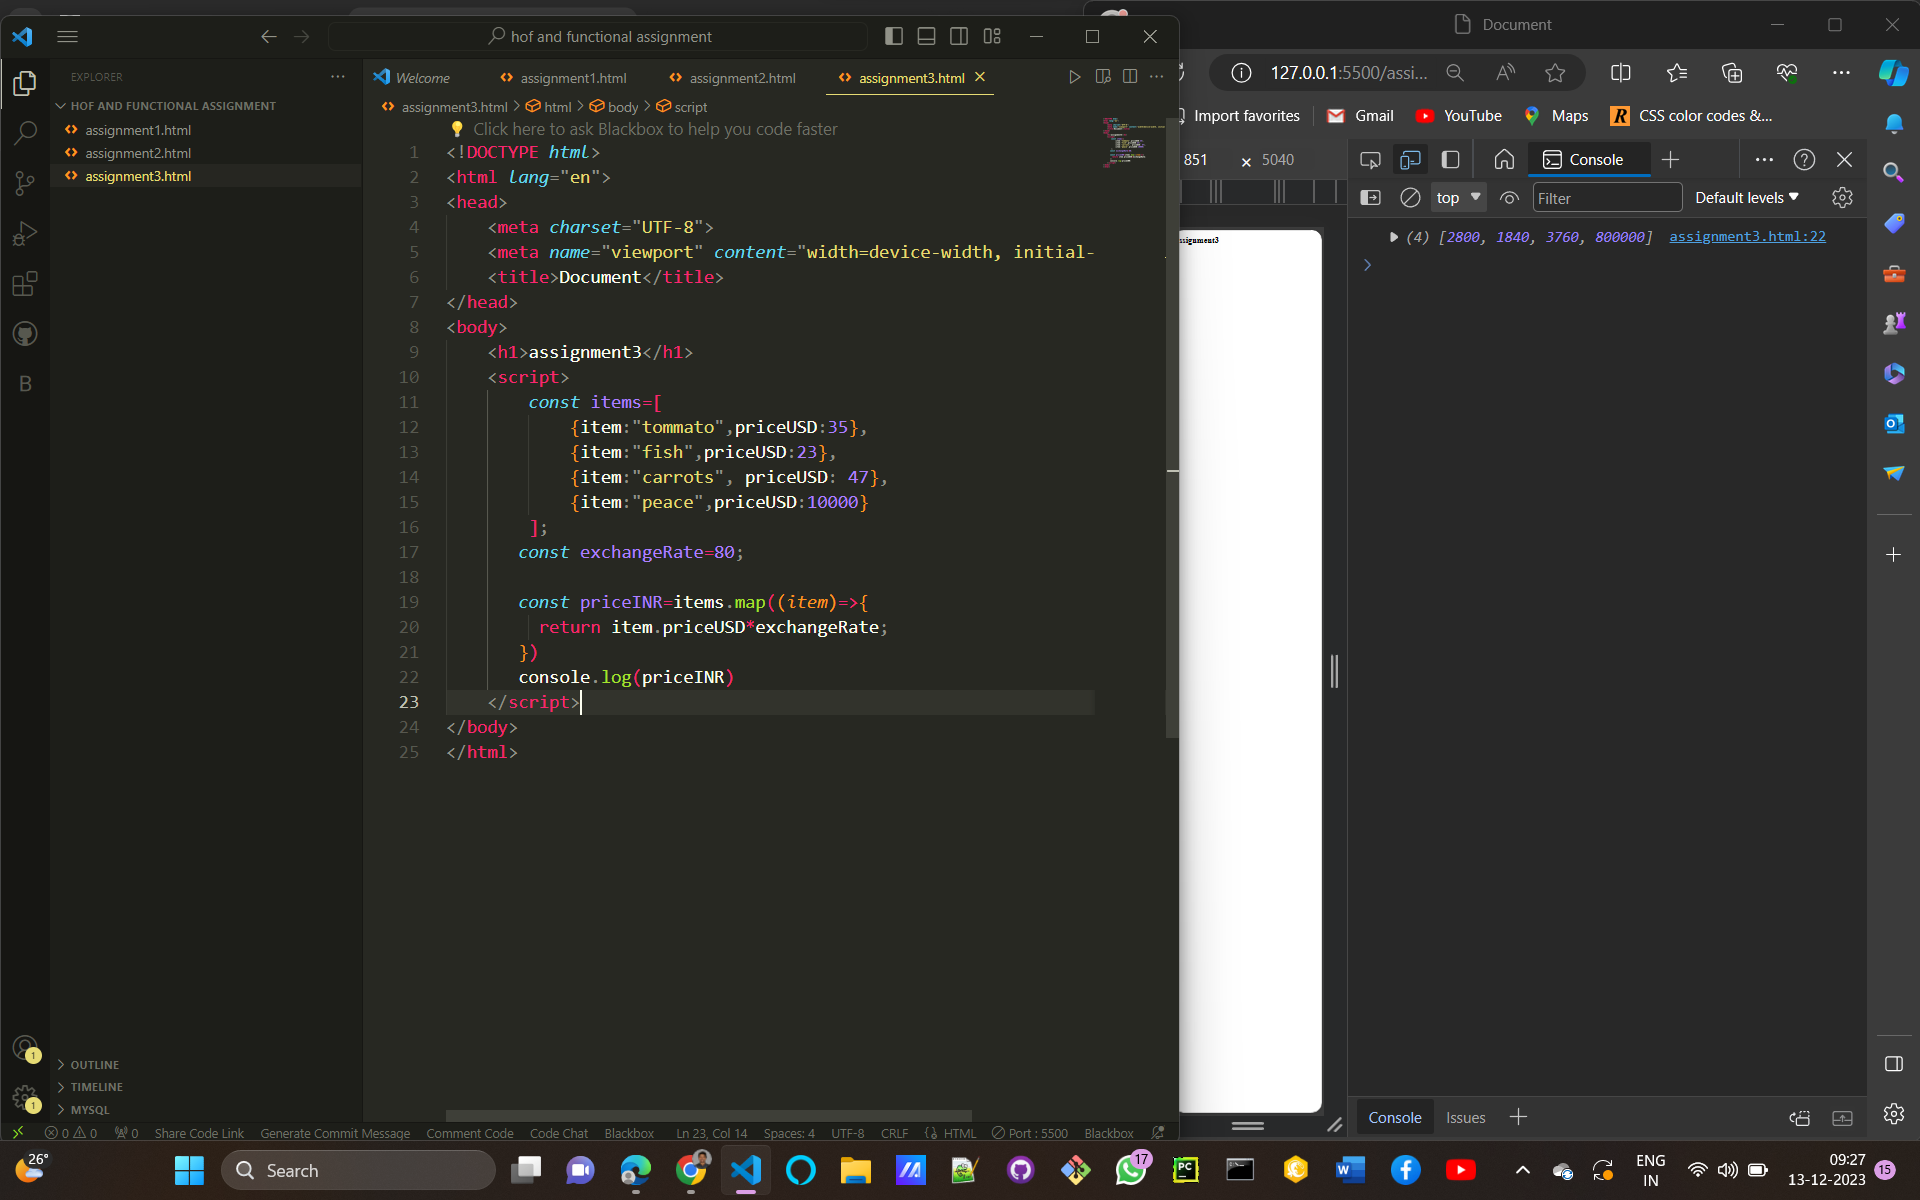 hof and functional assignment
Document
EXPLORER
Welcome
assignment1.html
assignment2.html
assignment3.html
127.0.0.1:5500/assi...
HOF AND FUNCTIONAL ASSIGNMENT
assignment1.html
assignment2.html
assignment3.html
assignment3.html > html > body > script
Import favorites
Gmail
YouTube
Maps
CSS color codes &...
Click here to ask Blackbox to help you code faster
1 <!DOCTYPE html>
2 <html lang="en">
3 <head>
4 <meta charset="UTF-8">
5 <meta name="viewport" content="width=device-width, initial-
6 <title>Document</title>
7 </head>
8 <body>
9 <h1>assignment3</h1>
10 <script>
11 const items=[
12 {item:"tommato",priceUSD:35},
13 {item:"fish",priceUSD:23},
14 {item:"carrots", priceUSD: 47},
15 {item:"peace",priceUSD:10000}
16 ];
17 const exchangeRate=80;
18
19 const priceINR=items.map((item)=>{
20 return item.priceUSD*exchangeRate;
21 })
22 console.log(priceINR)
23 </script>
24 </body>
25 </html>
851 × 5040
Console
top
Filter
Default levels
ssignment3
(4) [2800, 1840, 3760, 800000] assignment3.html:22
B
OUTLINE
TIMELINE
MYSQL
1
1
Console
Issues
0 0 0 Share Code Link Generate Commit Message Comment Code Code Chat Blackbox Ln 23, Col 14 Spaces: 4 UTF-8 CRLF HTML Port : 5500 Blackbox
26°
Search
17
PC
W
ENG
IN
09:27
13-12-2023
15